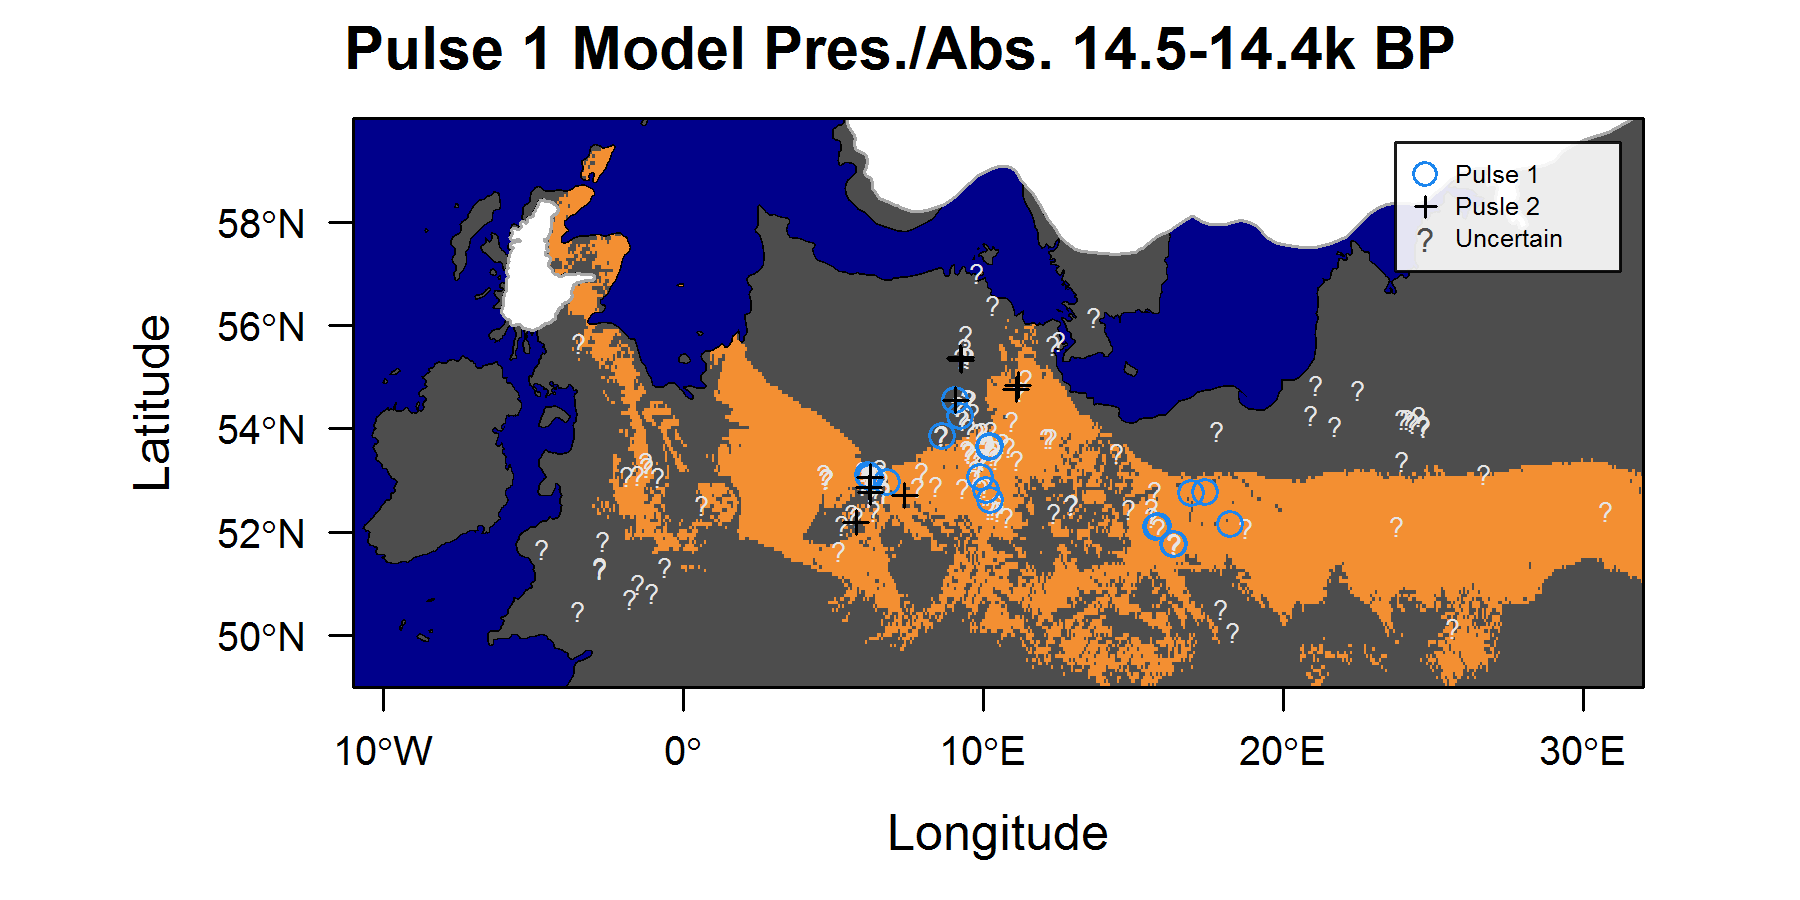 Pulse 1 Model Pres./Abs. 14.5-14.4k BP
Pulse 1
Pusle 2
? Uncertain
58°N
56°N
54°N
52°N
50°N
Latitude
10°W 0° 10°E 20°E 30°E
Longitude